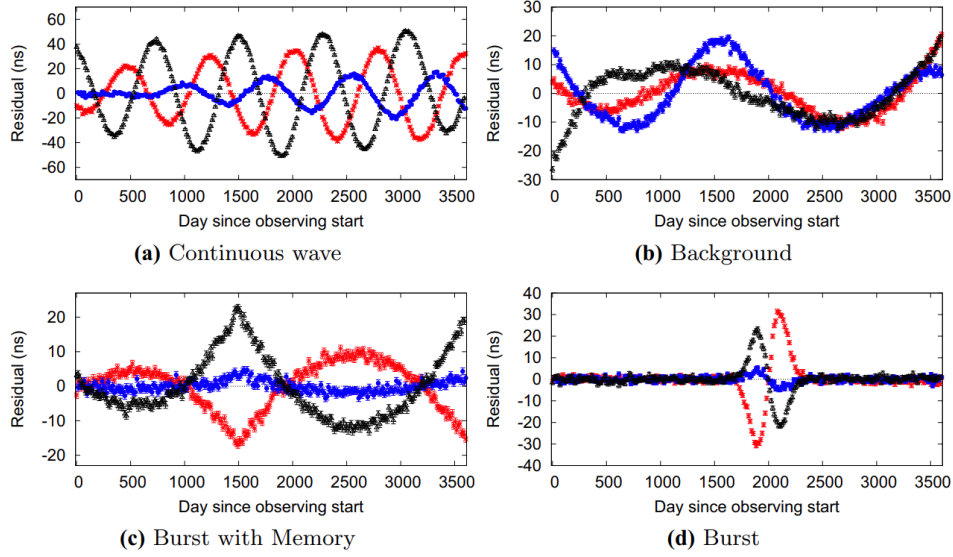 Residual (ns)
60
40
20
0
-20
-40
-60
0 500 1000 1500 2000 2500 3000 3500
Day since observing start
(a) Continuous wave
Residual (ns)
30
20
10
0
-10
-20
-30
0 500 1000 1500 2000 2500 3000 3500
Day since observing start
(b) Background
Residual (ns)
20
10
0
-10
-20
0 500 1000 1500 2000 2500 3000 3500
Day since observing start
(c) Burst with Memory
Residual (ns)
40
30
20
10
0
-10
-20
-30
-40
0 500 1000 1500 2000 2500 3000 3500
Day since observing start
(d) Burst